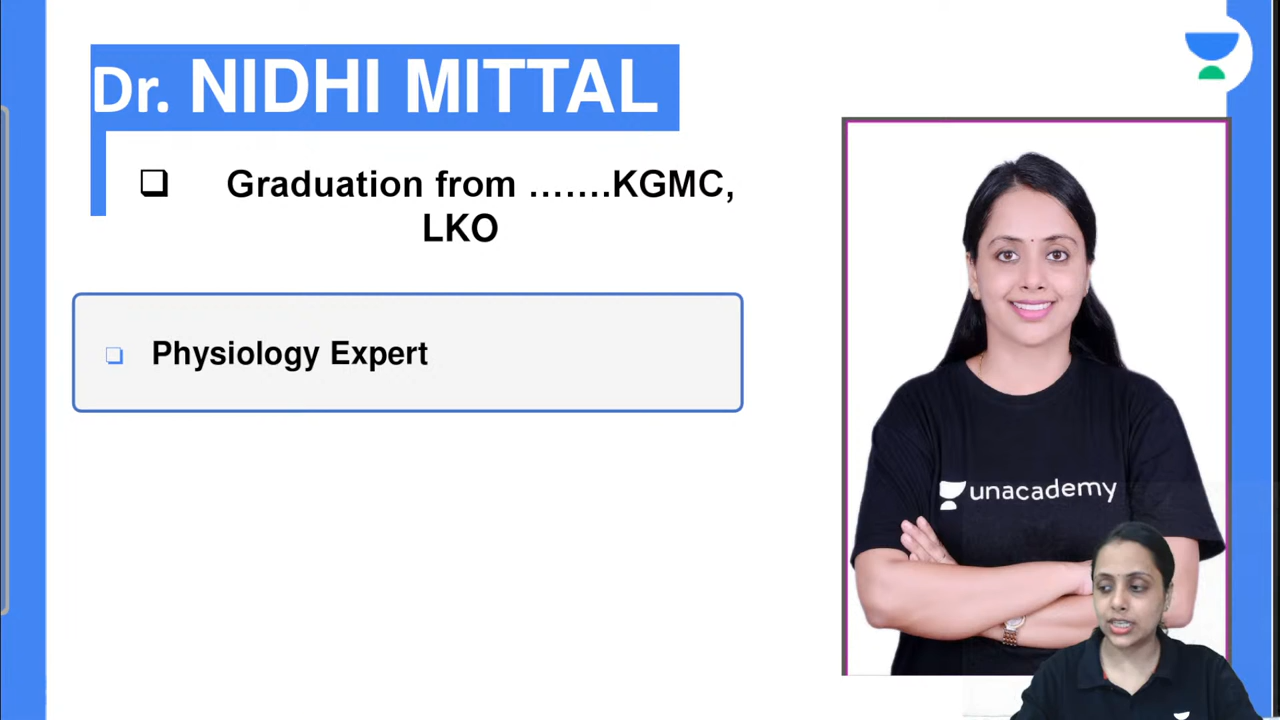 Dr. NIDHI MITTAL
❑ Graduation from …….KGMC,
LKO
❑ Physiology Expert
unacademy